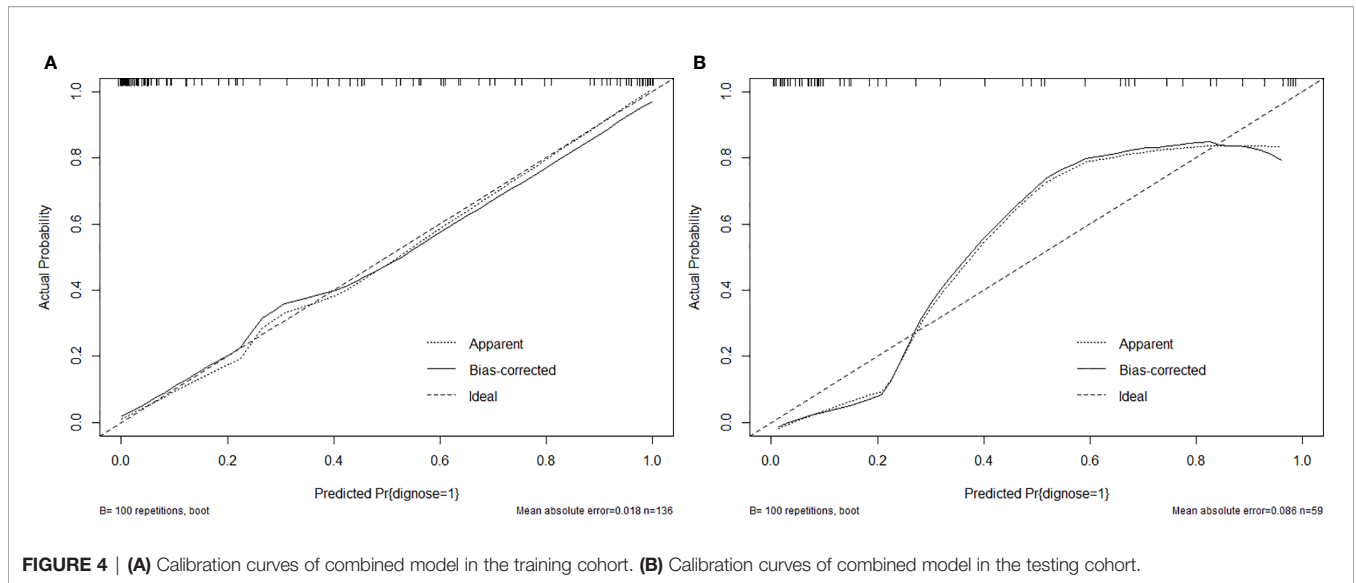 A
Actual Probability
1.0
0.8
0.6
0.4
0.2
0.0
Apparent
Bias-corrected
Ideal
0.0 0.2 0.4 0.6 0.8 1.0
Predicted Pr{dignose=1}
B= 100 repetitions, boot
Mean absolute error=0.018 n=136
B
Actual Probability
1.0
0.8
0.6
0.4
0.2
0.0
Apparent
Bias-corrected
Ideal
0.0 0.2 0.4 0.6 0.8 1.0
Predicted Pr{dignose=1}
B= 100 repetitions, boot
Mean absolute error=0.086 n=59
FIGURE 4 | (A) Calibration curves of combined model in the training cohort. (B) Calibration curves of combined model in the testing cohort.